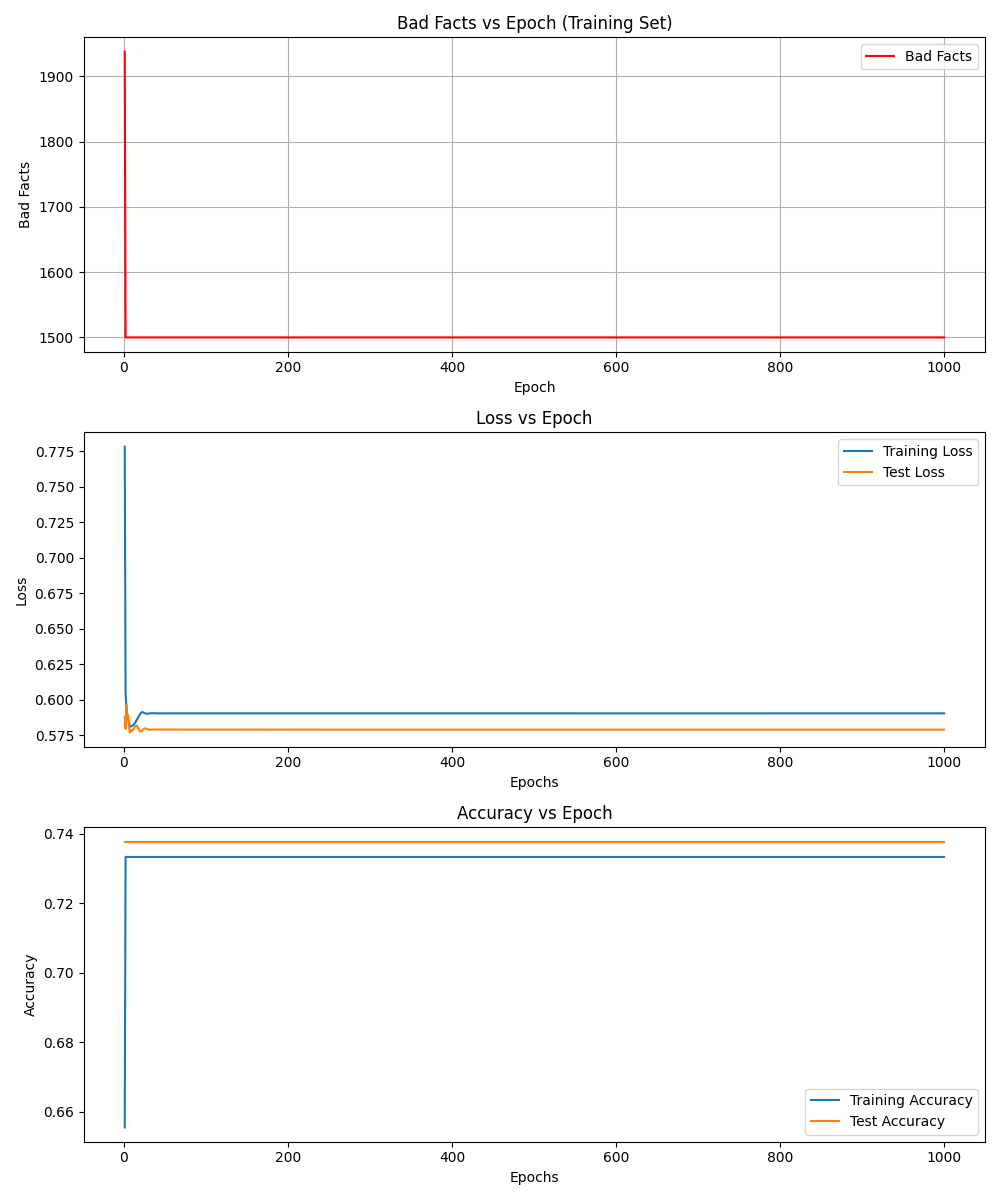 Bad Facts vs Epoch (Training Set)
Bad Facts
1900
1800
1700
1600
1500
Bad Facts
0 200 400 600 800 1000
Epoch
Loss vs Epoch
Training Loss
Test Loss
0.775
0.750
0.725
0.700
0.675
0.650
0.625
0.600
0.575
Loss
0 200 400 600 800 1000
Epochs
Accuracy vs Epoch
0.74
0.72
0.70
0.68
0.66
Accuracy
Training Accuracy
Test Accuracy
0 200 400 600 800 1000
Epochs